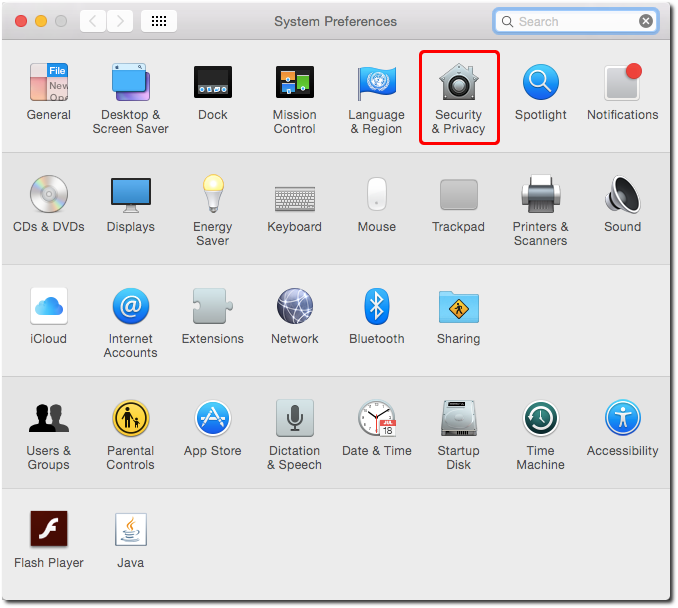 System Preferences
Search
File
New
Ope
General
Desktop &
Screen Saver
Dock
Mission
Control
Language
& Region
Security
& Privacy
Spotlight
Notifications
CDs & DVDs
Displays
Energy
Saver
Keyboard
Mouse
Trackpad
Printers &
Scanners
Sound
iCloud
@
Internet
Accounts
Extensions
Network
Bluetooth
Sharing
Users &
Groups
Parental
Controls
App Store
Dictation
& Speech
JUL
18
Date & Time
Startup
Disk
Time
Machine
Accessibility
Flash Player
Java